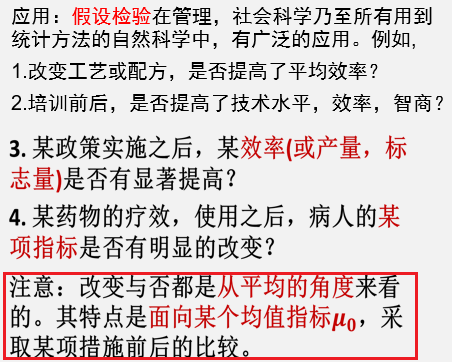 应用：假设检验在管理，社会科学乃至所有用到
统计方法的自然科学中，有广泛的应用。例如,
1.改变工艺或配方，是否提高了平均效率？
2.培训前后，是否提高了技术水平，效率，智商？
3. 某政策实施之后，某效率(或产量，标
志量)是否有显著提高？
4. 某药物的疗效，使用之后，病人的某
项指标是否有明显的改变？
注意：改变与否都是从平均的角度来看
的。其特点是面向某个均值指标μ₀，采
取某项措施前后的比较。